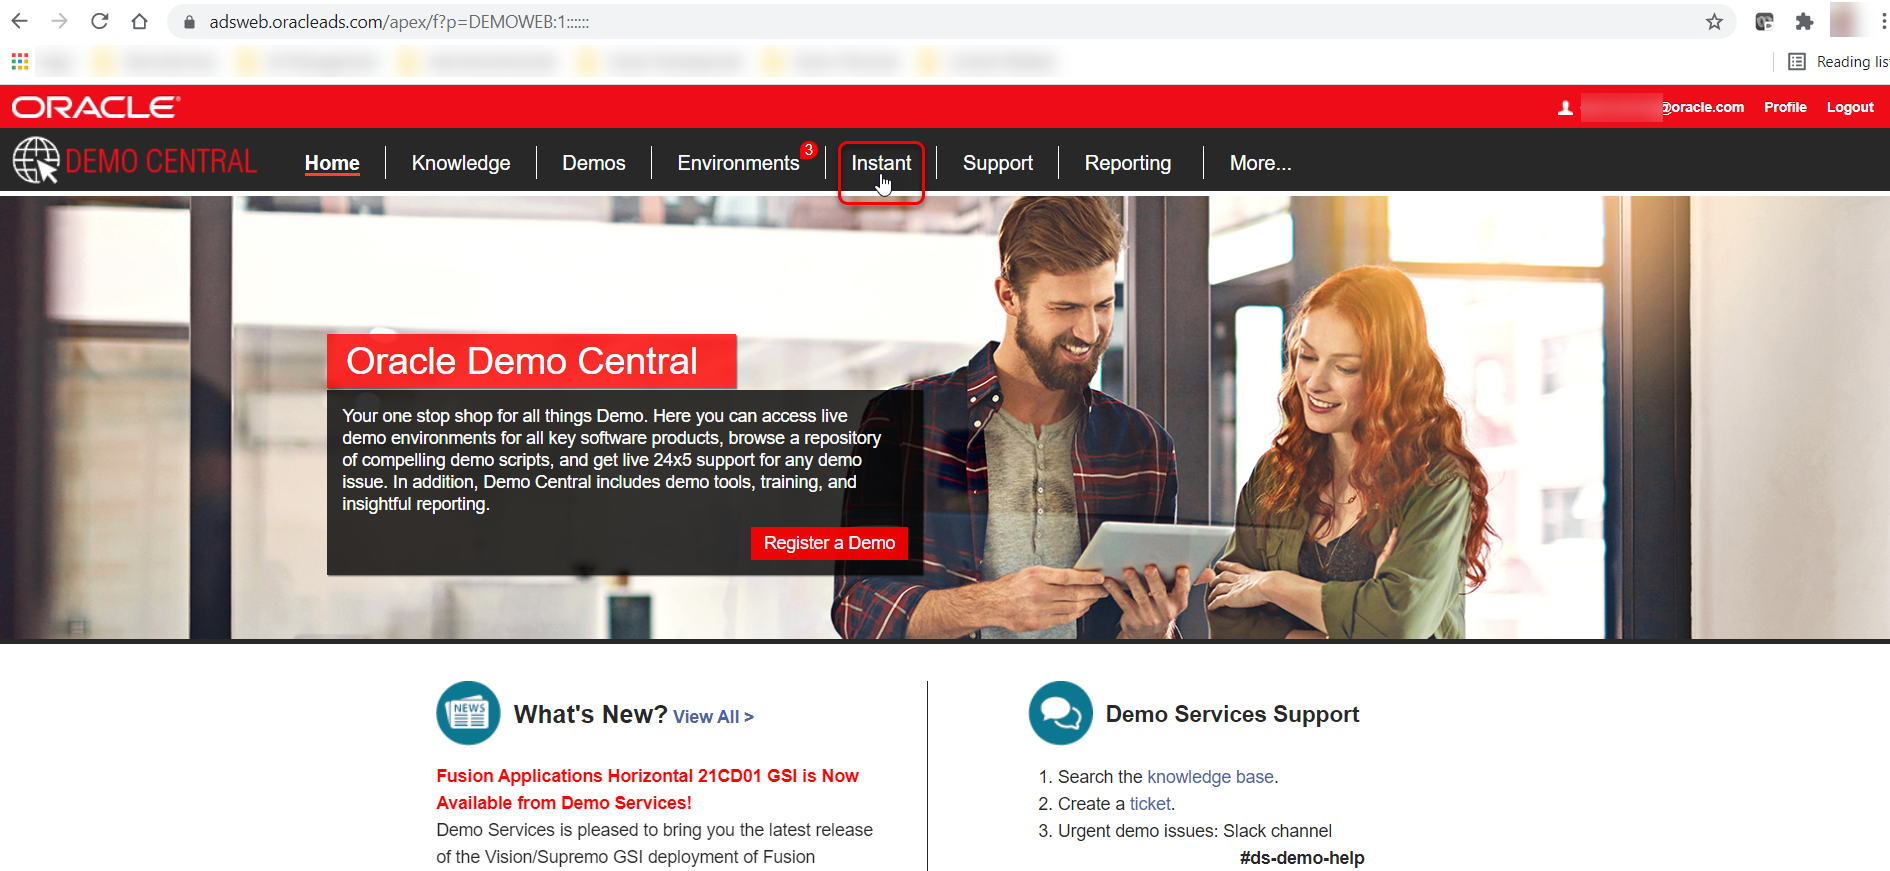 adsweb.oracleads.com/apex/f?p=DEMOWEB:1::::::
Reading lis
ORACLE
@oracle.com Profile Logout
DEMO CENTRAL Home Knowledge Demos Environments 3 Instant Support Reporting More...
Oracle Demo Central
Your one stop shop for all things Demo. Here you can access live
demo environments for all key software products, browse a repository
of compelling demo scripts, and get live 24x5 support for any demo
issue. In addition, Demo Central includes demo tools, training, and
insightful reporting.
Register a Demo
NEWS
What's New? View All >
Fusion Applications Horizontal 21CD01 GSI is Now
Available from Demo Services!
Demo Services is pleased to bring you the latest release
of the Vision/Supremo GSI deployment of Fusion
Demo Services Support
1. Search the knowledge base.
2. Create a ticket.
3. Urgent demo issues: Slack channel
#ds-demo-help